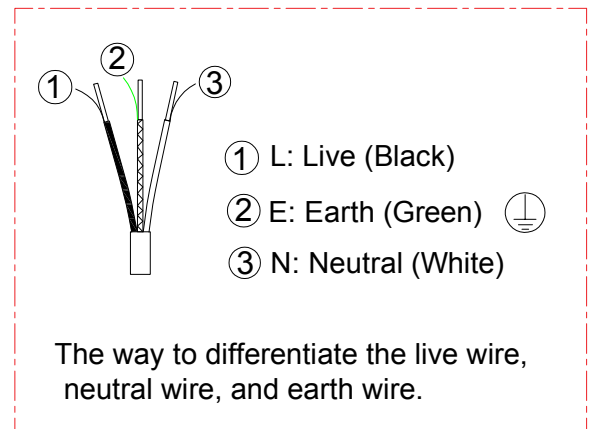 ① ② ③
① L: Live (Black)
② E: Earth (Green)
③ N: Neutral (White)
The way to differentiate the live wire,
neutral wire, and earth wire.